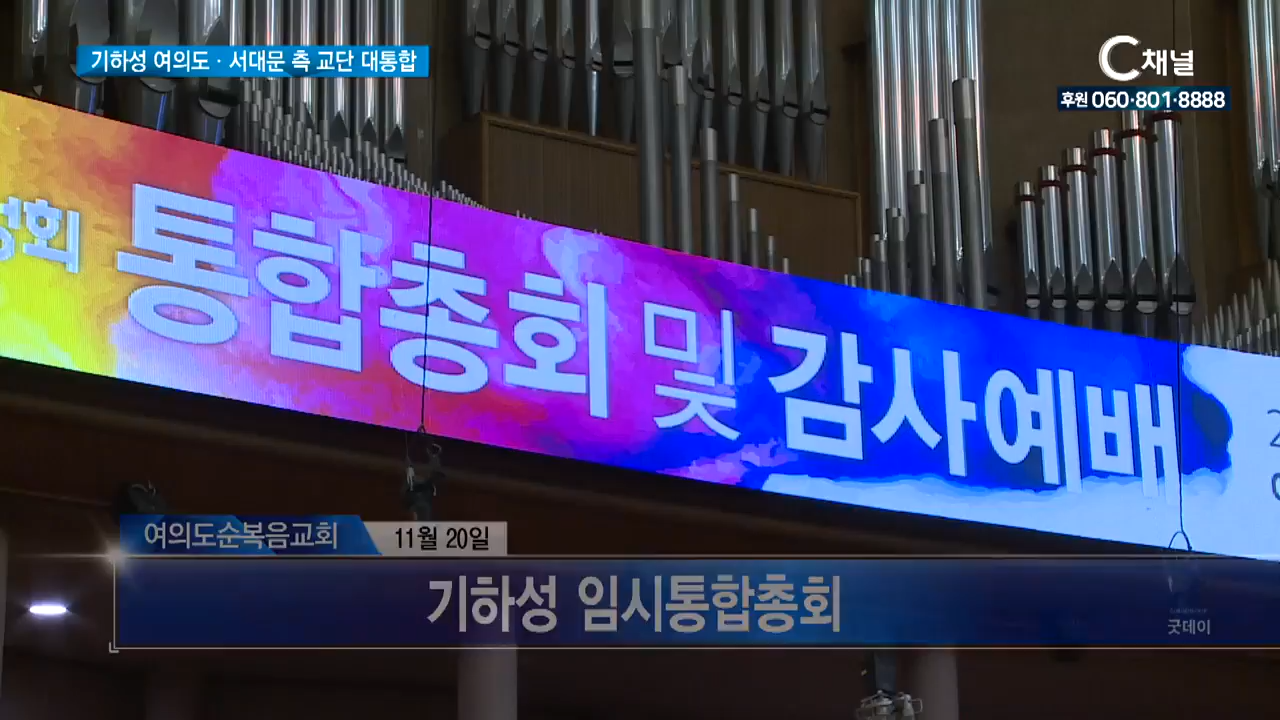 기하성 여의도 · 서대문 측 교단 대통합
C채널
후원 060·801·8888
성회 통합총회 및 감사예배
여의도순복음교회
11월 20일
기하성 임시통합총회
굿데이